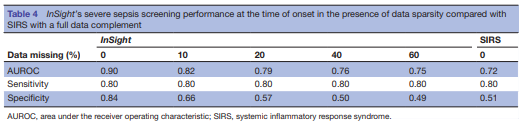 Table 4 InSight's severe sepsis screening performance at the time of onset in the presence of data sparsity compared with
SIRS with a full data complement
InSight SIRS
Data missing (%) 0 10 20 40 60 0
AUROC 0.90 0.82 0.79 0.76 0.75 0.72
Sensitivity 0.80 0.80 0.80 0.80 0.80 0.80
Specificity 0.84 0.66 0.57 0.50 0.49 0.51
AUROC, area under the receiver operating characteristic; SIRS, systemic inflammatory response syndrome.